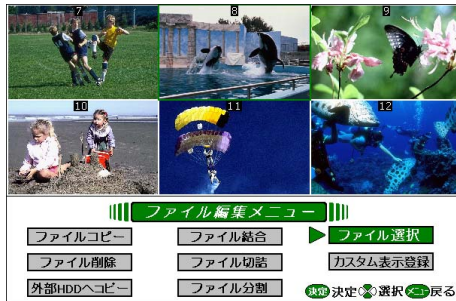 7
8
9
10
11
12
ファイル編集メニュー
ファイルコピー
ファイル結合
ファイル選択
ファイル削除
ファイル切詰
カスタム表示登録
外部HDDへコピー
ファイル分割
決定 決定 選択 メニュー 戻る